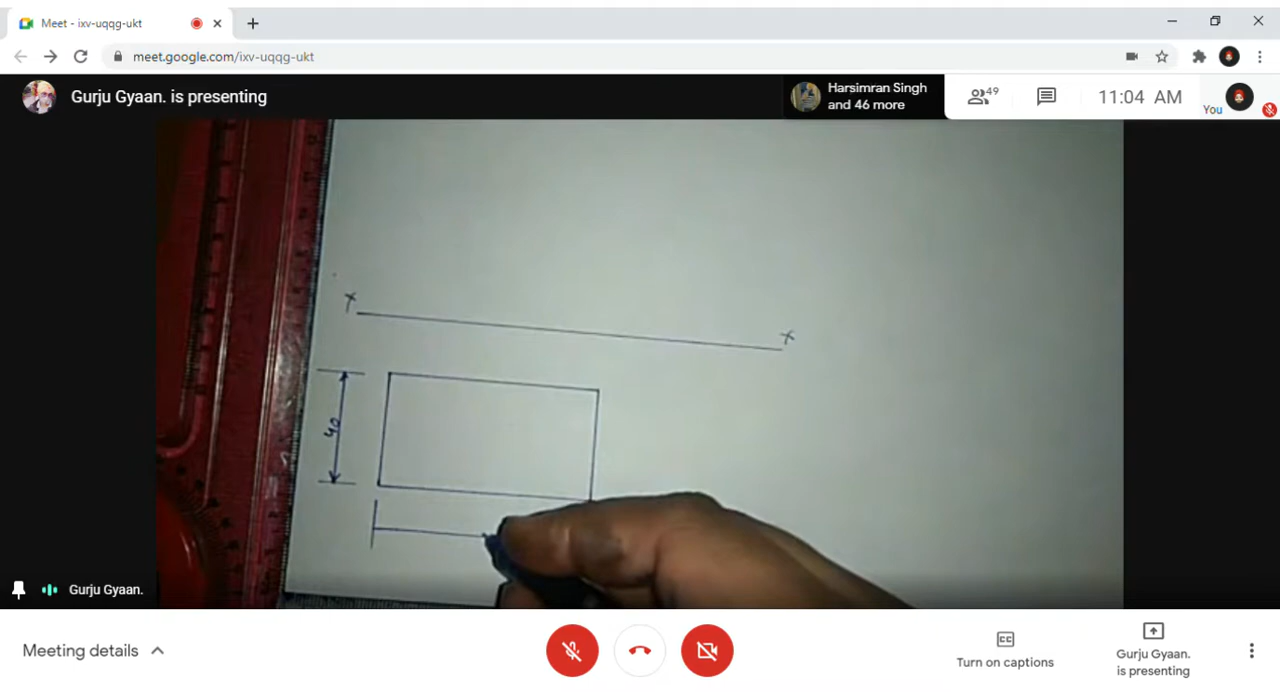 Meet - ixv-uqqg-ukt
meet.google.com/ixv-uqqg-ukt
Gurju Gyaan. is presenting
Harsimran Singh
and 46 more
49
11:04 AM
You
x
x
40
Gurju Gyaan.
Meeting details
CC
Turn on captions
Gurju Gyaan.
is presenting